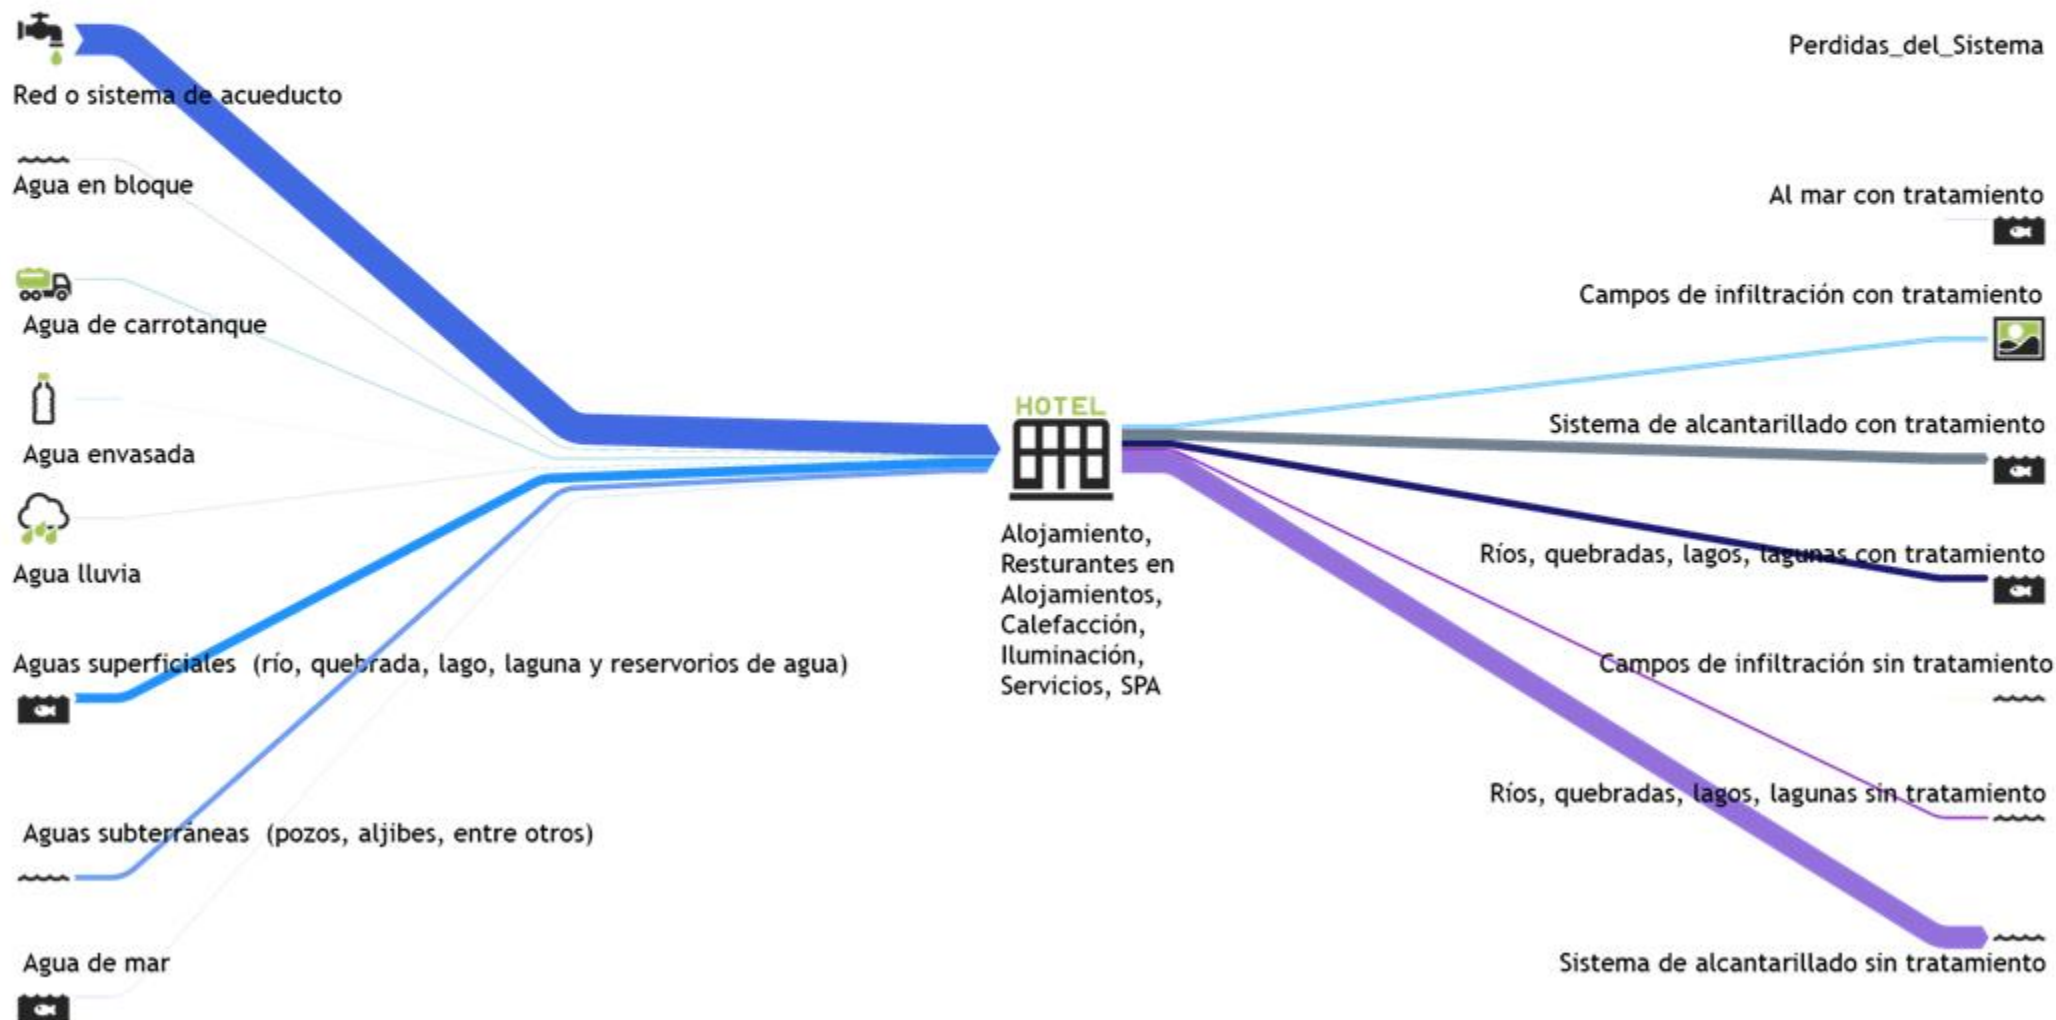 Red o sistema de acueducto
Agua en bloque
Agua de carrotanque
Agua envasada
Agua lluvia
Aguas superficiales (río, quebrada, lago, laguna y reservorios de agua)
Aguas subterráneas (pozos, aljibes, entre otros)
Agua de mar
HOTEL
Alojamiento,
Resturantes en
Alojamientos,
Calefacción,
Iluminación,
Servicios, SPA
Perdidas_del_Sistema
Al mar con tratamiento
Campos de infiltración con tratamiento
Sistema de alcantarillado con tratamiento
Ríos, quebradas, lagos, lagunas con tratamiento
Campos de infiltración sin tratamiento
Ríos, quebradas, lagos, lagunas sin tratamiento
Sistema de alcantarillado sin tratamiento